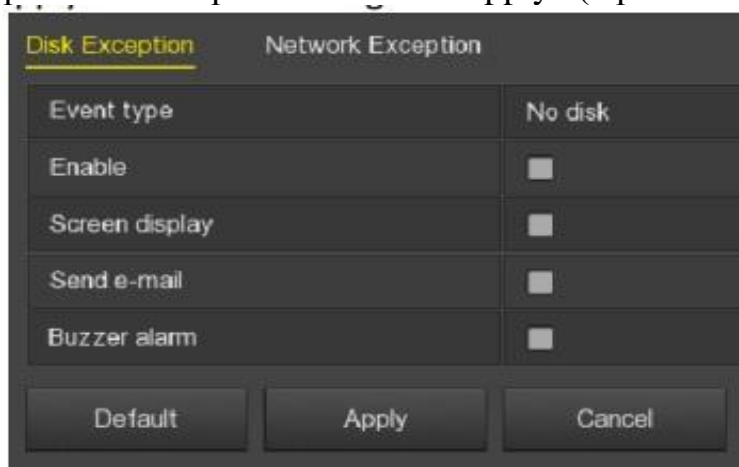 Disk Exception Network Exception
Event type No disk
Enable
Screen display
Send e-mail
Buzzer alarm
Default Apply Cancel